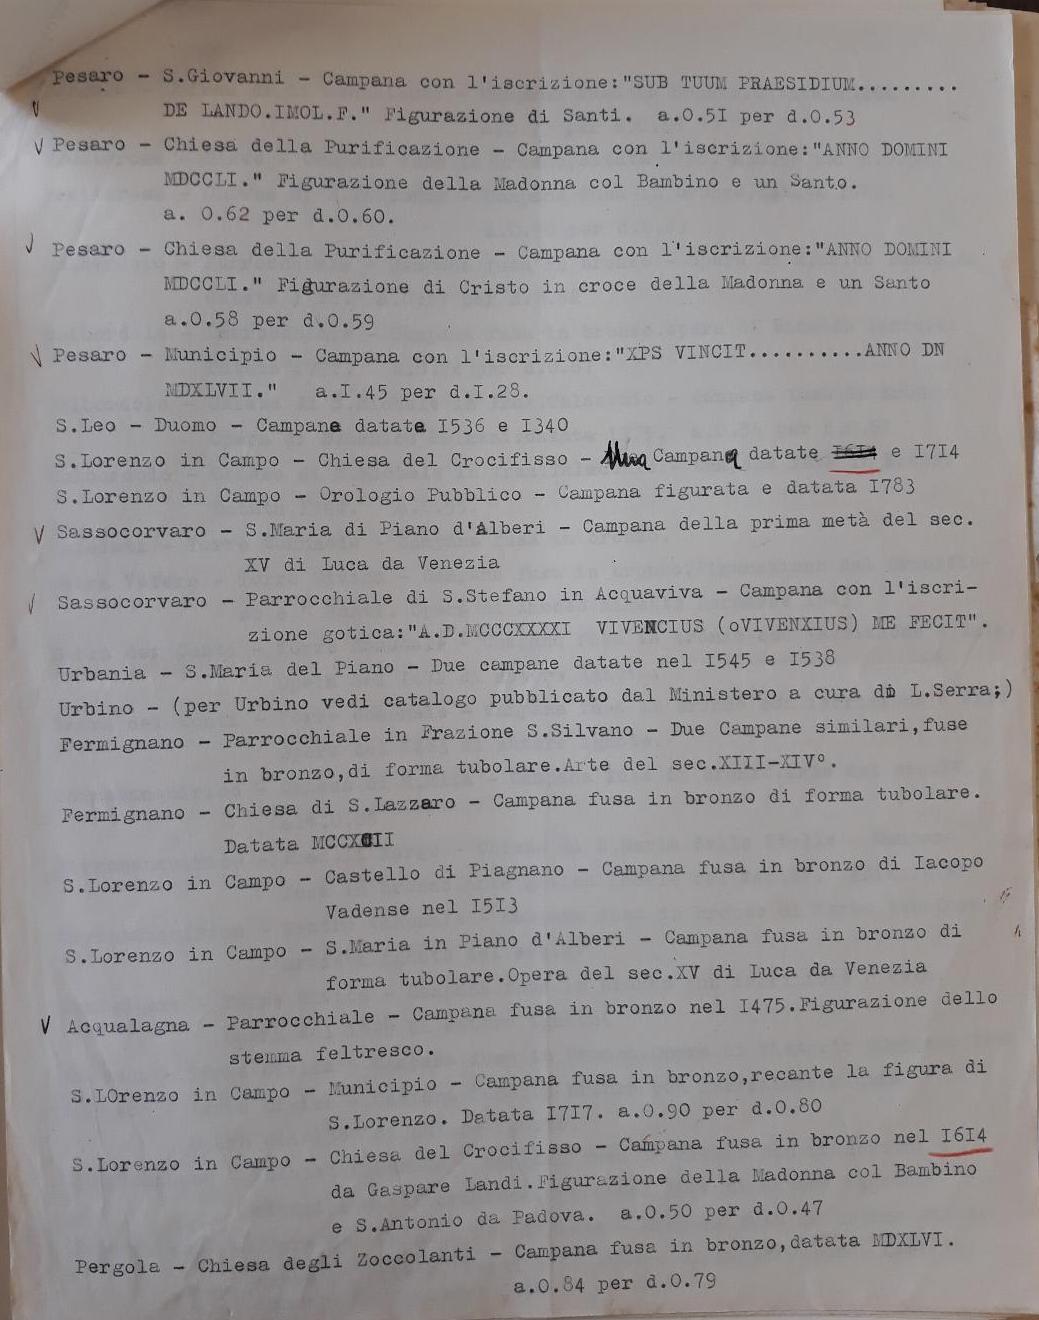 Pesaro - S.Giovanni - Campana con l'iscrizione:"SUB TUUM PRAESIDIUM.........
DE LANDO.IMOL.F." Figurazione di Santi. a.0.5I per d.0.53
Pesaro - Chiesa della Purificazione - Campana con l'iscrizione:"ANNO DOMINI
MDCCLI." Figurazione della Madonna col Bambino e un Santo.
a. 0.62 per d.0.60.
Pesaro - Chiesa della Purificazione - Campana con l'iscrizione:"ANNO DOMINI
MDCCLI." Figurazione di Cristo in croce della Madonna e un Santo
a.0.58 per d.0.59
Pesaro - Municipio - Campana con l'iscrizione:"XPS VINCIT..........ANNO DN
MDXLVII." a.I.45 per d.I.28.
S.Leo - Duomo - Campane datate I536 e I340
S.Lorenzo in Campo - Chiesa del Crocifisso - Una Campana datate I6I4 e I7I4
S.Lorenzo in Campo - Orologio Pubblico - Campana figurata e datata I783
Sassocorvaro - S.Maria di Piano d'Alberi - Campana della prima metà del sec.
XV di Luca da Venezia
Sassocorvaro - Parrocchiale di S.Stefano in Acquaviva - Campana con l'iscri-
zione gotica:"A.D.MCCCXXXXI VIVENCIUS (oVIVENXIUS) ME FECIT".
Urbania - S.Maria del Piano - Due campane datate nel I545 e I538
Urbino - (per Urbino vedi catalogo pubblicato dal Ministero a cura di L.Serra;)
Fermignano - Parrocchiale in Frazione S.Silvano - Due Campane similari,fuse
in bronzo,di forma tubolare.Arte del sec.XIII-XIVº.
Fermignano - Chiesa di S.Lazzaro - Campana fusa in bronzo di forma tubolare.
Datata MCCXCII
S.Lorenzo in Campo - Castello di Piagnano - Campana fusa in bronzo di Iacopo
Vadense nel I5I3
S.Lorenzo in Campo - S.Maria in Piano d'Alberi - Campana fusa in bronzo di
forma tubolare.Opera del sec.XV di Luca da Venezia
Acqualagna - Parrocchiale - Campana fusa in bronzo nel I475.Figurazione dello
stemma feltresco.
S.LOrenzo in Campo - Municipio - Campana fusa in bronzo,recante la figura di
S.Lorenzo. Datata I7I7. a.0.90 per d.0.80
S.Lorenzo in Campo - Chiesa del Crocifisso - Campana fusa in bronzo nel I6I4
da Gaspare Landi.Figurazione della Madonna col Bambino
e S.Antonio da Padova. a.0.50 per d.0.47
Pergola - Chiesa degli Zoccolanti - Campana fusa in bronzo,datata MDXLVI.
a.0.84 per d.0.79